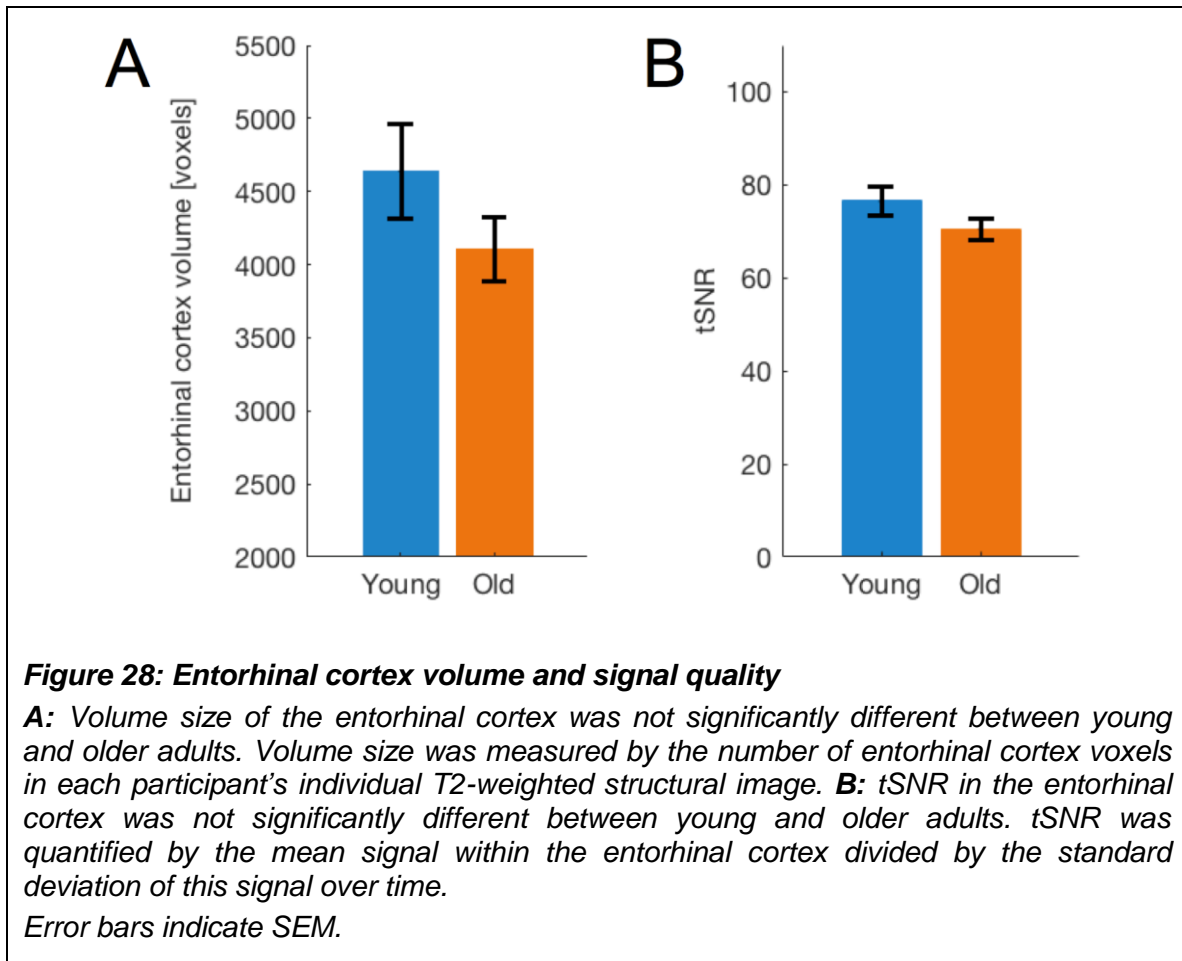 A
B
5500
5000
4500
4000
3500
3000
2500
2000
Entorhinal cortex volume [voxels]
Young Old
100
80
60
40
20
0
tSNR
Young Old
Figure 28: Entorhinal cortex volume and signal quality
A: Volume size of the entorhinal cortex was not significantly different between young
and older adults. Volume size was measured by the number of entorhinal cortex voxels
in each participant’s individual T2-weighted structural image. B: tSNR in the entorhinal
cortex was not significantly different between young and older adults. tSNR was
quantified by the mean signal within the entorhinal cortex divided by the standard
deviation of this signal over time.
Error bars indicate SEM.